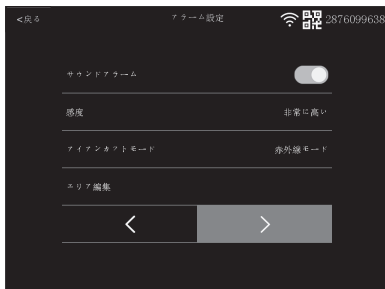 <戻る
アラーム設定
2876099638
サウンドアラーム
感度
非常に高い
アイアンカットモード
赤外線モード
エリア編集